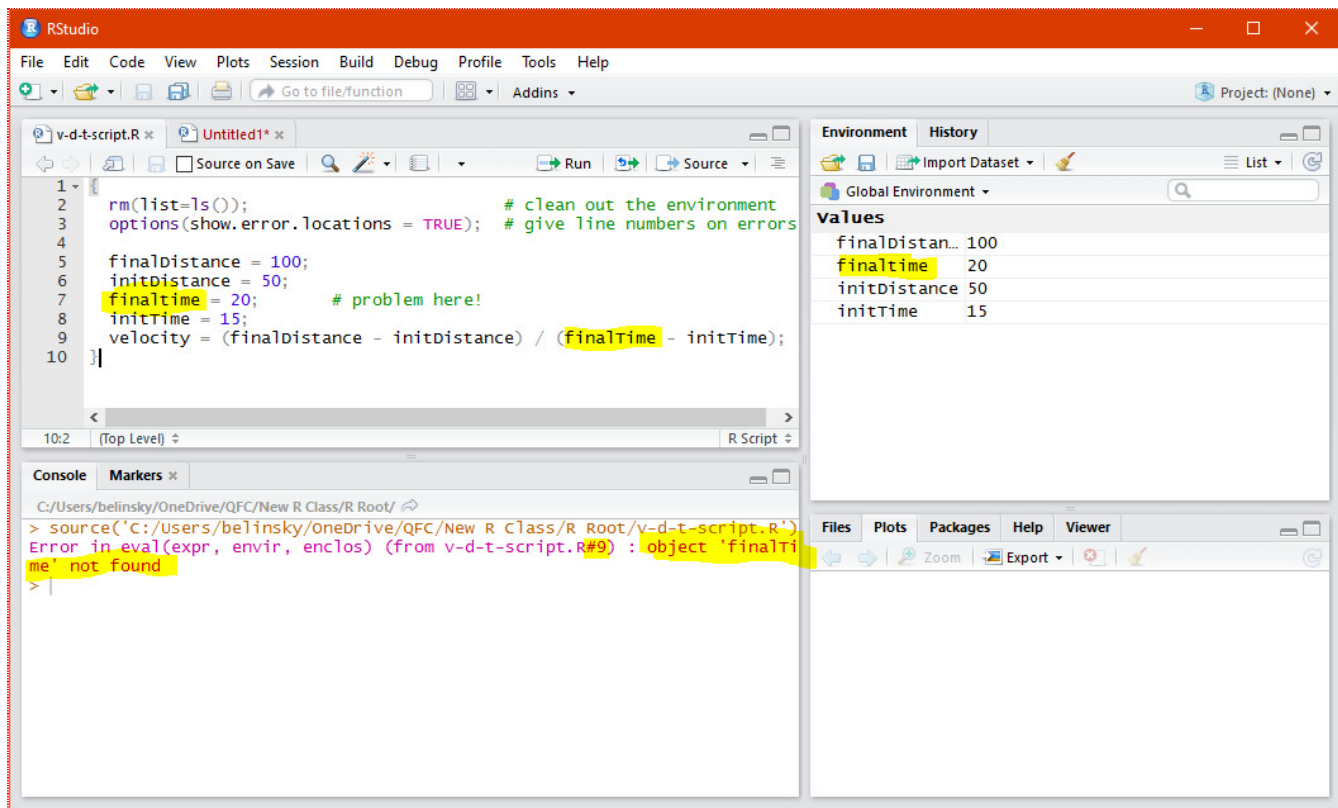 RStudio
File Edit Code View Plots Session Build Debug Profile Tools Help
Go to file/function Addins Project: (None)
v-d-t-script.R Untitled1*
Source on Save Run Source
1 {
2 rm(list=ls()); # clean out the environment
3 options(show.error.locations = TRUE); # give line numbers on errors
4
5 finalDistance = 100;
6 initDistance = 50;
7 finaltime = 20; # problem here!
8 initTime = 15;
9 velocity = (finalDistance - initDistance) / (finalTime - initTime);
10 }
10:2 (Top Level) R Script
Console Markers
C:/Users/belinsky/OneDrive/QFC/New R Class/R Root/
> source('C:/Users/belinsky/OneDrive/QFC/New R Class/R Root/v-d-t-script.R')
Error in eval(expr, envir, enclos) (from v-d-t-script.R#9) : object 'finalTi
me' not found
>
Environment History
Import Dataset List
Global Environment
Values
finalDistan… 100
finaltime 20
initDistance 50
initTime 15
Files Plots Packages Help Viewer
Zoom Export